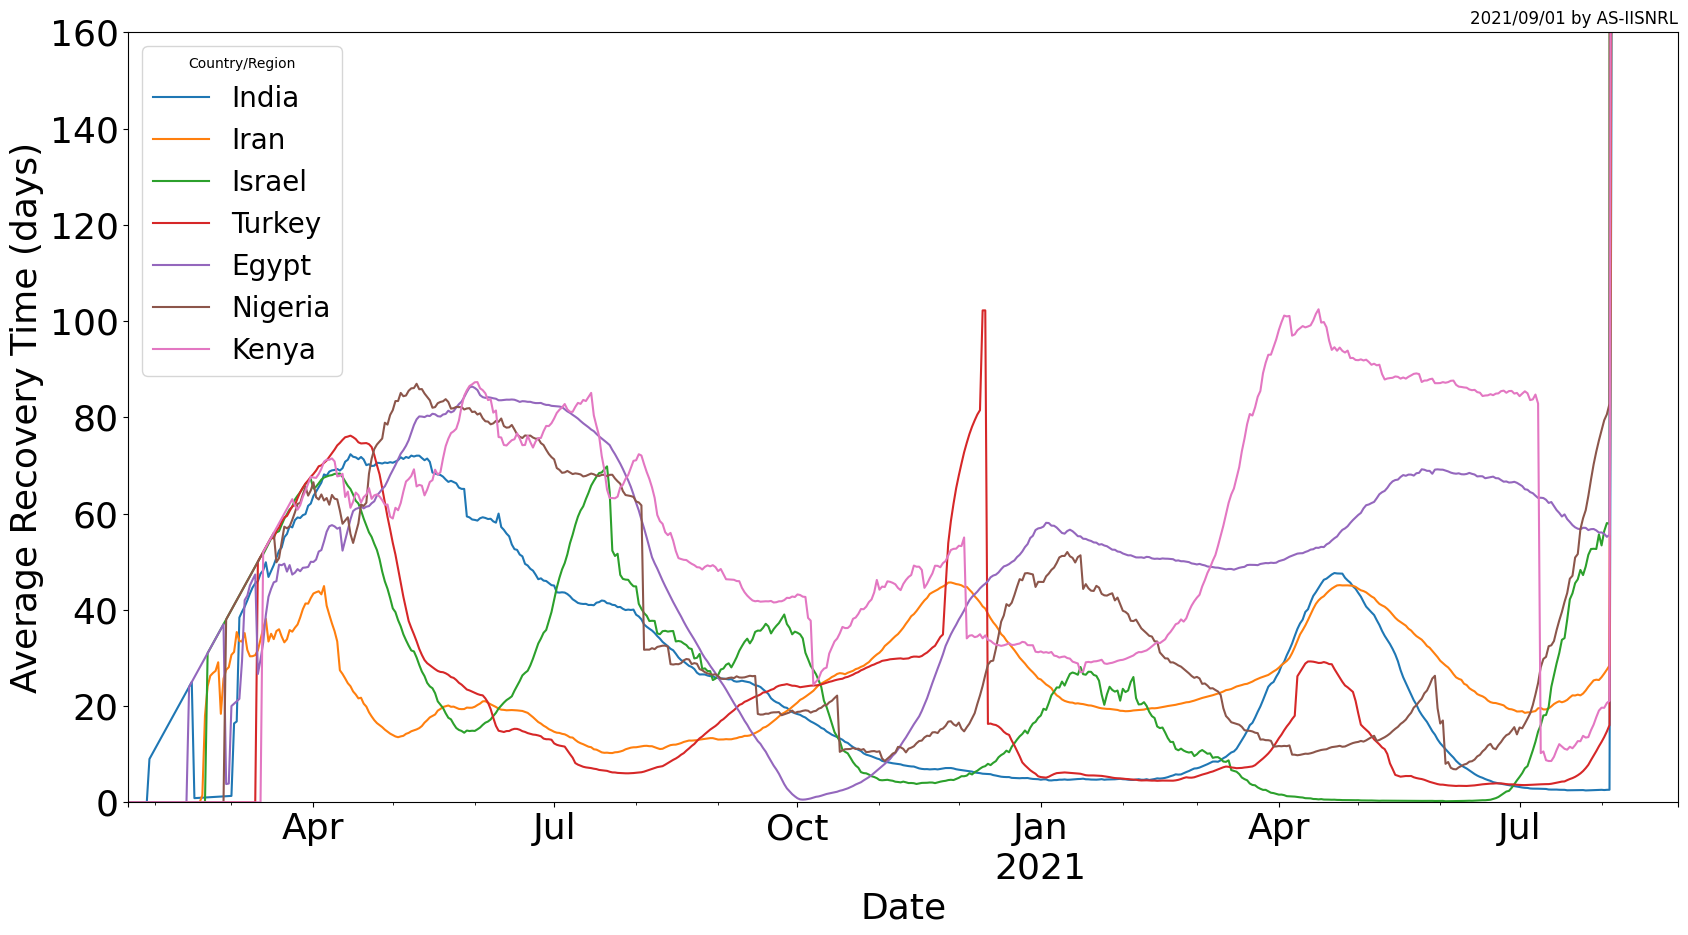 2021/09/01 by AS-IISNRL
Average Recovery Time (days)
160
140
120
100
80
60
40
20
0
Country/Region
India
Iran
Israel
Turkey
Egypt
Nigeria
Kenya
Apr Jul Oct Jan Apr Jul
2021
Date